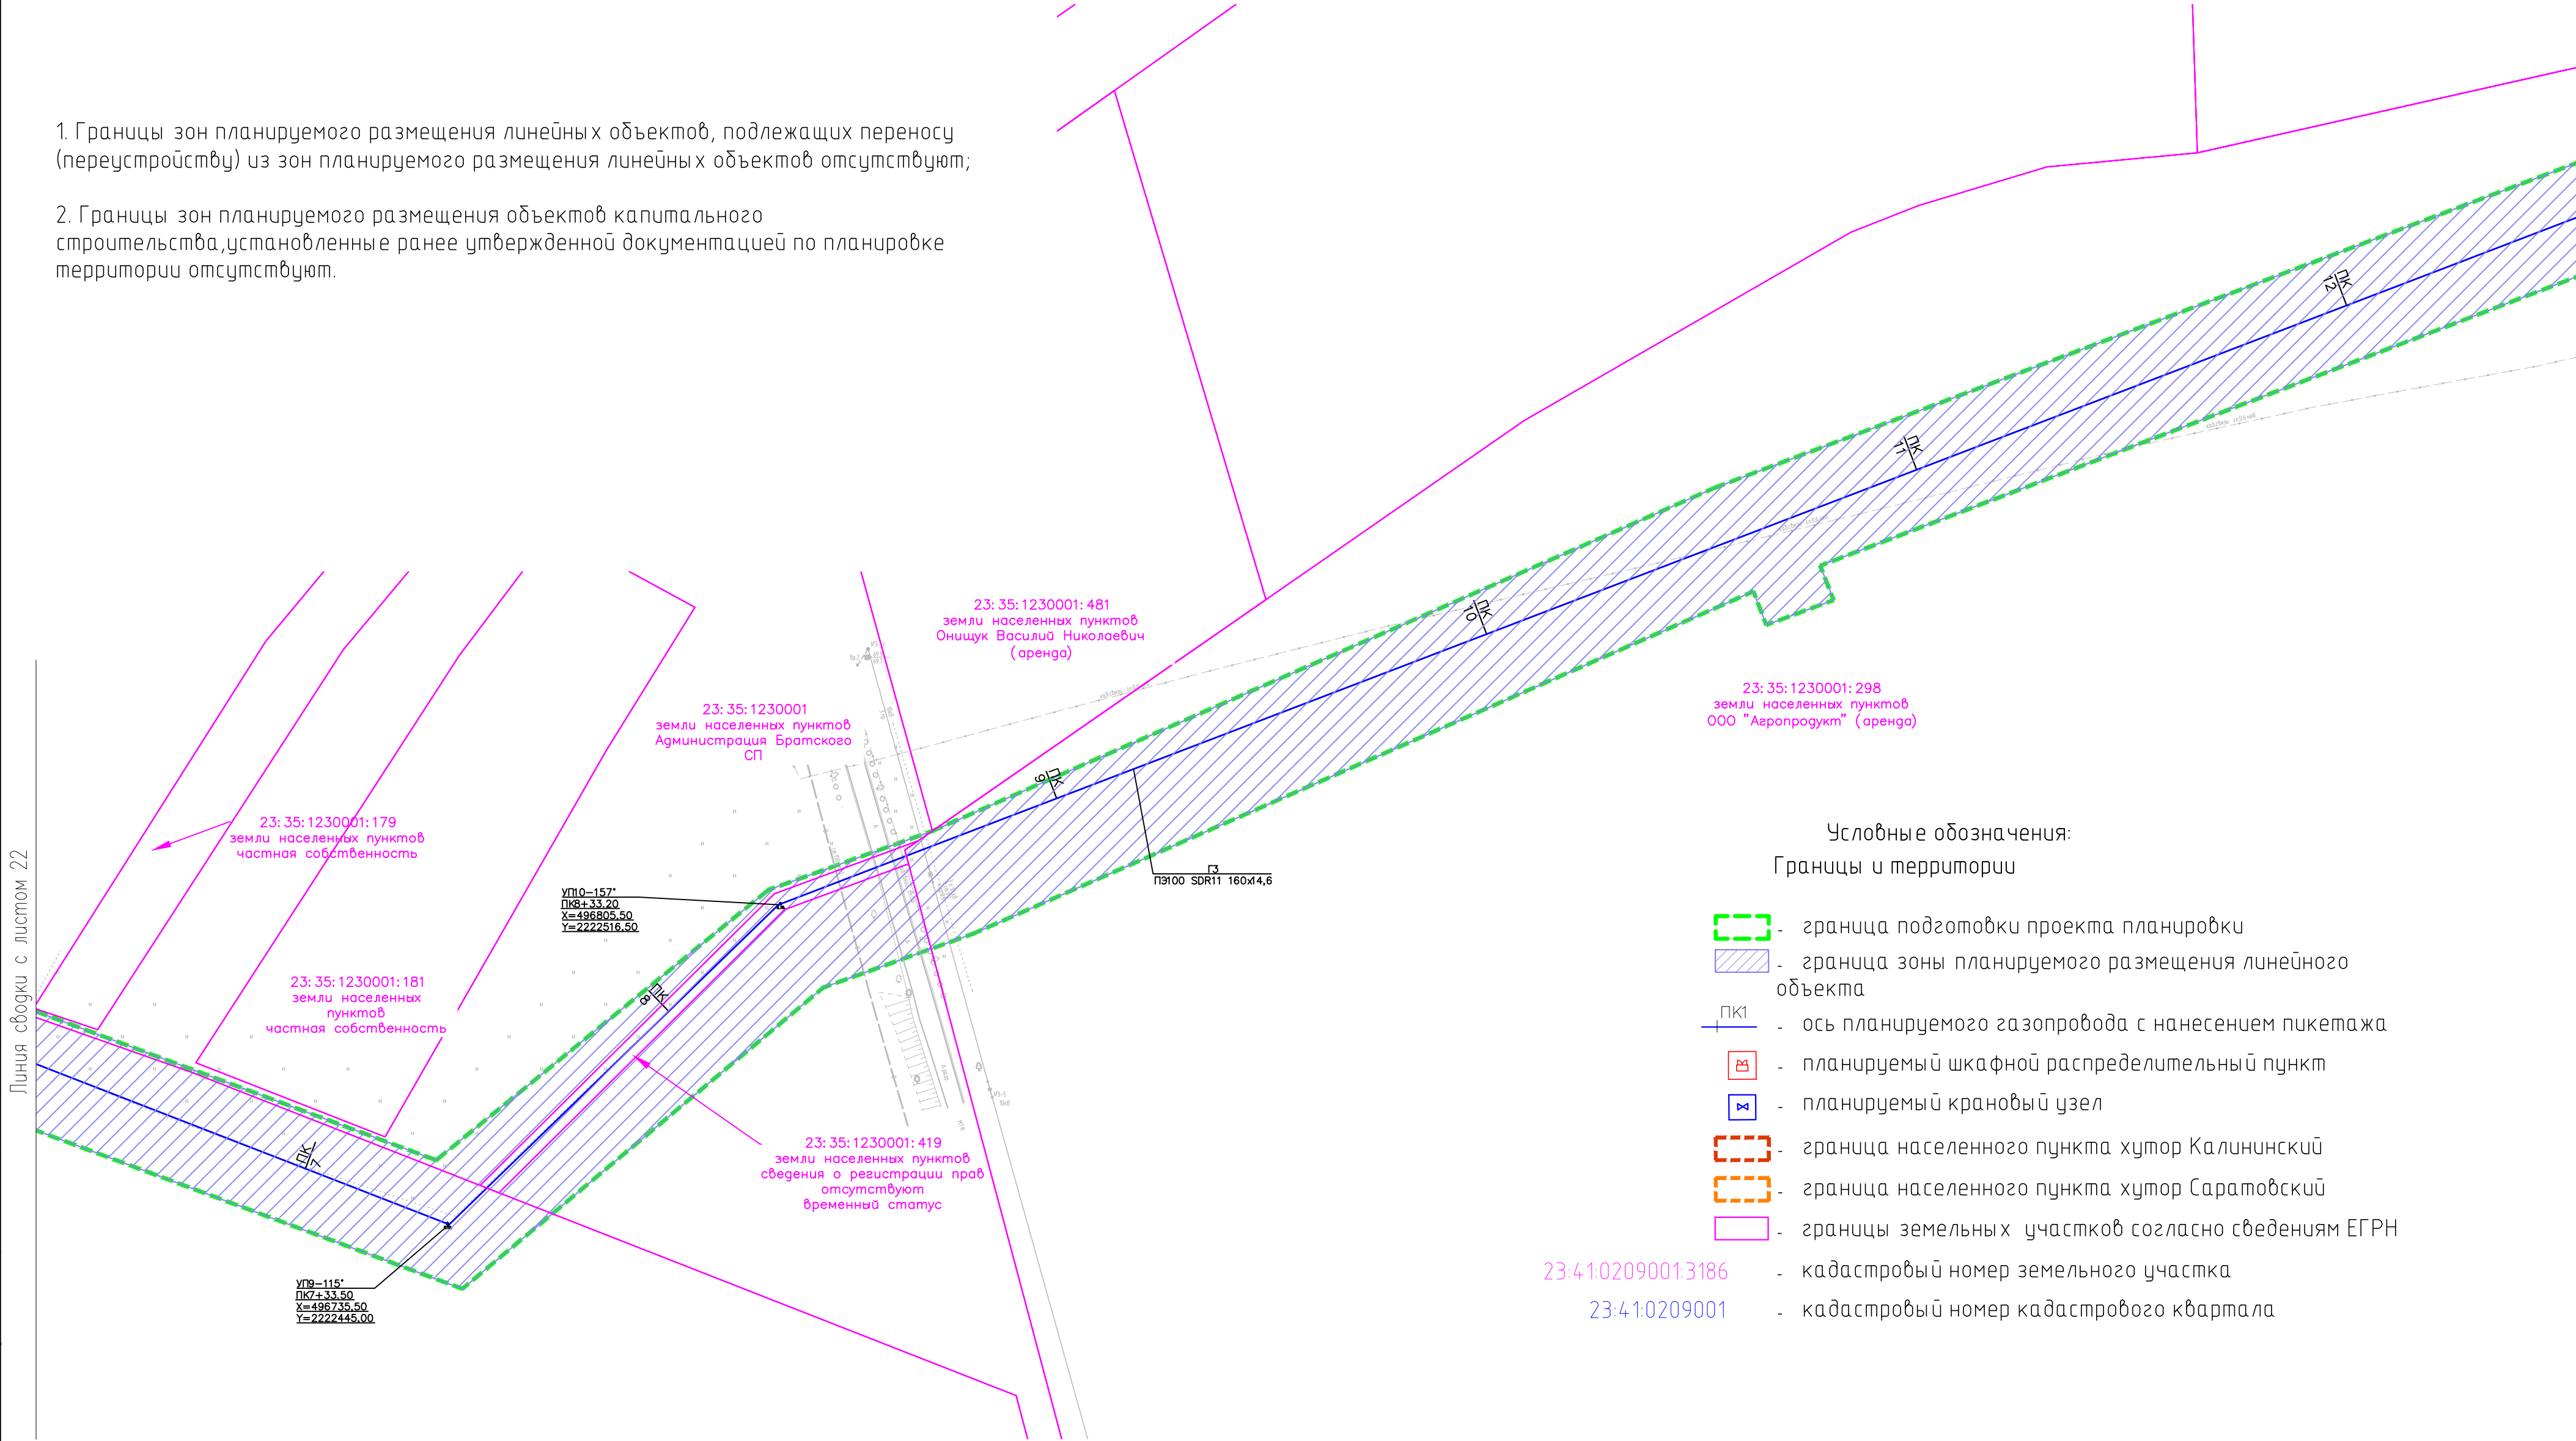 1. Границы зон планируемого размещения линейных объектов, подлежащих переносу
(переустройству) из зон планируемого размещения линейных объектов отсутствуют;
2. Границы зон планируемого размещения объектов капитального
строительства,установленные ранее утвержденной документацией по планировке
территории отсутствуют.
ПК
12
ПК
11
ПК
10
23:35:1230001:481
земли населенных пунктов
Онищук Василий Николаевич
(аренда)
23:35:1230001:298
земли населенных пунктов
ООО "Агропродукт" (аренда)
23:35:1230001
земли населенных пунктов
Администрация Братского
СП
ПК
9
Г3
ПЭ100 SDR11 160х14,6
23:35:1230001:179
земли населенных пунктов
частная собственность
УП10-157°
ПК8+33.20
X=496805,50
Y=2222516,50
Линия сводки с листом 22
23:35:1230001:181
земли населенных
пунктов
частная собственность
ПК
8
ПК
7
23:35:1230001:419
земли населенных пунктов
сведения о регистрации прав
отсутствуют
временный статус
УП9-115°
ПК7+33.50
X=496735,50
Y=2222445,00
Условные обозначения:
Границы и территории
- граница подготовки проекта планировки
- граница зоны планируемого размещения линейного
объекта
ПК1 - ось планируемого газопровода с нанесением пикетажа
- планируемый шкафной распределительный пункт
- планируемый крановый узел
- граница населенного пункта хутор Калининский
- граница населенного пункта хутор Саратовский
- границы земельных участков согласно сведениям ЕГРН
23:41:0209001:3186 - кадастровый номер земельного участка
23:41:0209001 - кадастровый номер кадастрового квартала